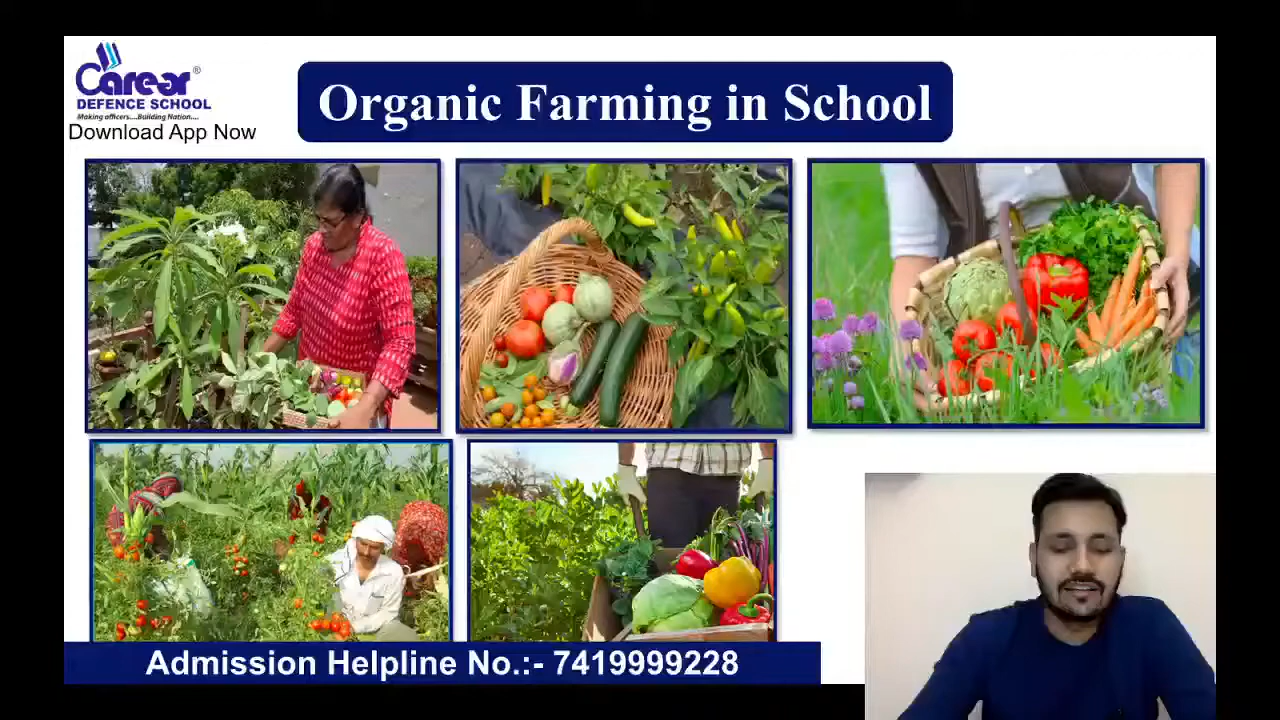 Career®
DEFENCE SCHOOL
Making officers....Building Nation....
Download App Now
Organic Farming in School
Admission Helpline No.:- 7419999228